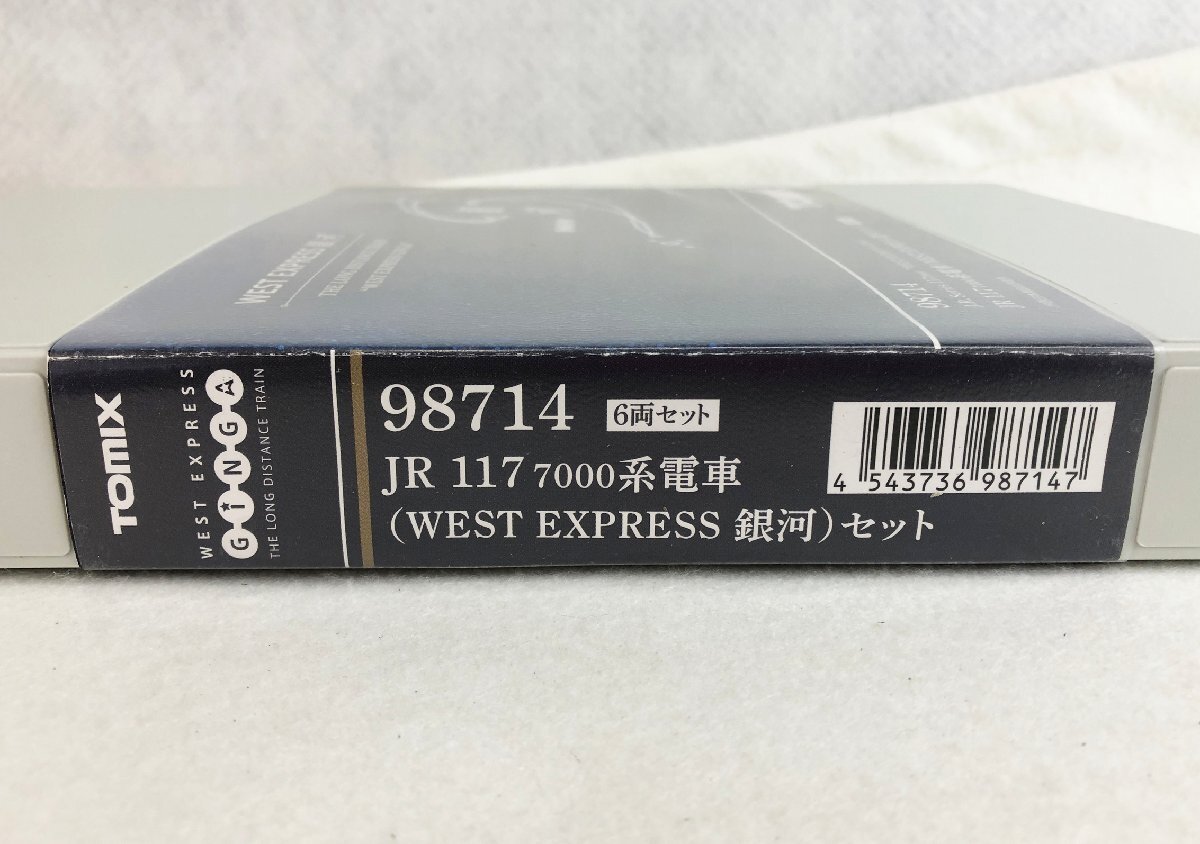 WEST EXPRESS 銀河
98714
TOMIX
WEST EXPRESS
GiNGA
THE LONG DISTANCE TRAIN
98714 6両セット
JR 117 7000系電車
(WEST EXPRESS 銀河)セット
4 543736 987147